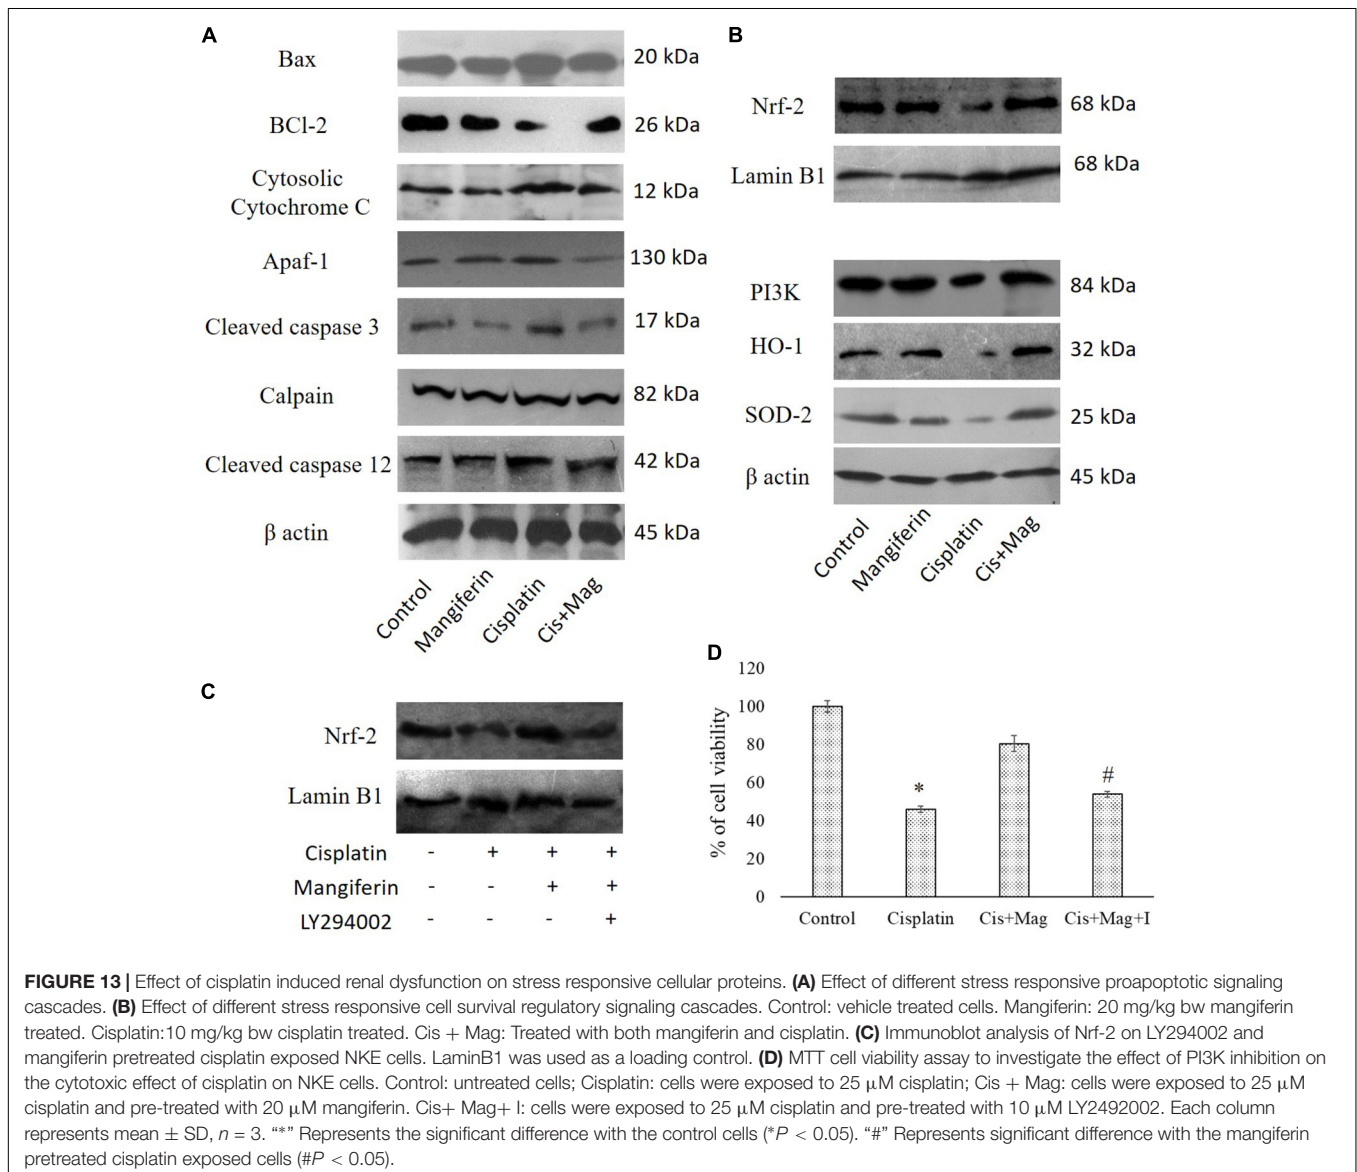 A
Bax
20 kDa
BCl-2
26 kDa
Cytosolic
Cytochrome C
12 kDa
Apaf-1
130 kDa
Cleaved caspase 3
17 kDa
Calpain
82 kDa
Cleaved caspase 12
42 kDa
β actin
45 kDa
Control
Mangiferin
Cisplatin
Cis+Mag
B
Nrf-2
68 kDa
Lamin B1
68 kDa
PI3K
84 kDa
HO-1
32 kDa
SOD-2
25 kDa
β actin
45 kDa
Control
Mangiferin
Cisplatin
Cis+Mag
C
Nrf-2
Lamin B1
Cisplatin - + + +
Mangiferin - - + +
LY294002 - - - +
D
% of cell viability
120
100
80
60
40
20
0
*
#
Control Cisplatin Cis+Mag Cis+Mag+I
FIGURE 13 | Effect of cisplatin induced renal dysfunction on stress responsive cellular proteins. (A) Effect of different stress responsive proapoptotic signaling
cascades. (B) Effect of different stress responsive cell survival regulatory signaling cascades. Control: vehicle treated cells. Mangiferin: 20 mg/kg bw mangiferin
treated. Cisplatin:10 mg/kg bw cisplatin treated. Cis + Mag: Treated with both mangiferin and cisplatin. (C) Immunoblot analysis of Nrf-2 on LY294002 and
mangiferin pretreated cisplatin exposed NKE cells. LaminB1 was used as a loading control. (D) MTT cell viability assay to investigate the effect of PI3K inhibition on
the cytotoxic effect of cisplatin on NKE cells. Control: untreated cells; Cisplatin: cells were exposed to 25 μM cisplatin; Cis + Mag: cells were exposed to 25 μM
cisplatin and pre-treated with 20 μM mangiferin. Cis+ Mag+ I: cells were exposed to 25 μM cisplatin and pre-treated with 10 μM LY2492002. Each column
represents mean ± SD, n = 3. “*” Represents the significant difference with the control cells (*P < 0.05). “#” Represents significant difference with the mangiferin
pretreated cisplatin exposed cells (#P < 0.05).